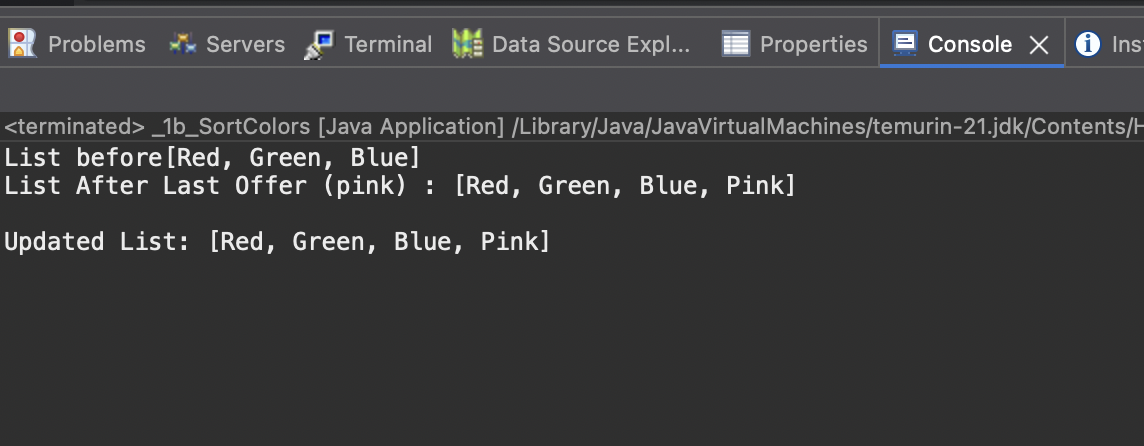 Problems Servers Terminal Data Source Expl... Properties Console Ins
<terminated> _1b_SortColors [Java Application] /Library/Java/JavaVirtualMachines/temurin-21.jdk/Contents/H
List before[Red, Green, Blue]
List After Last Offer (pink) : [Red, Green, Blue, Pink]
Updated List: [Red, Green, Blue, Pink]